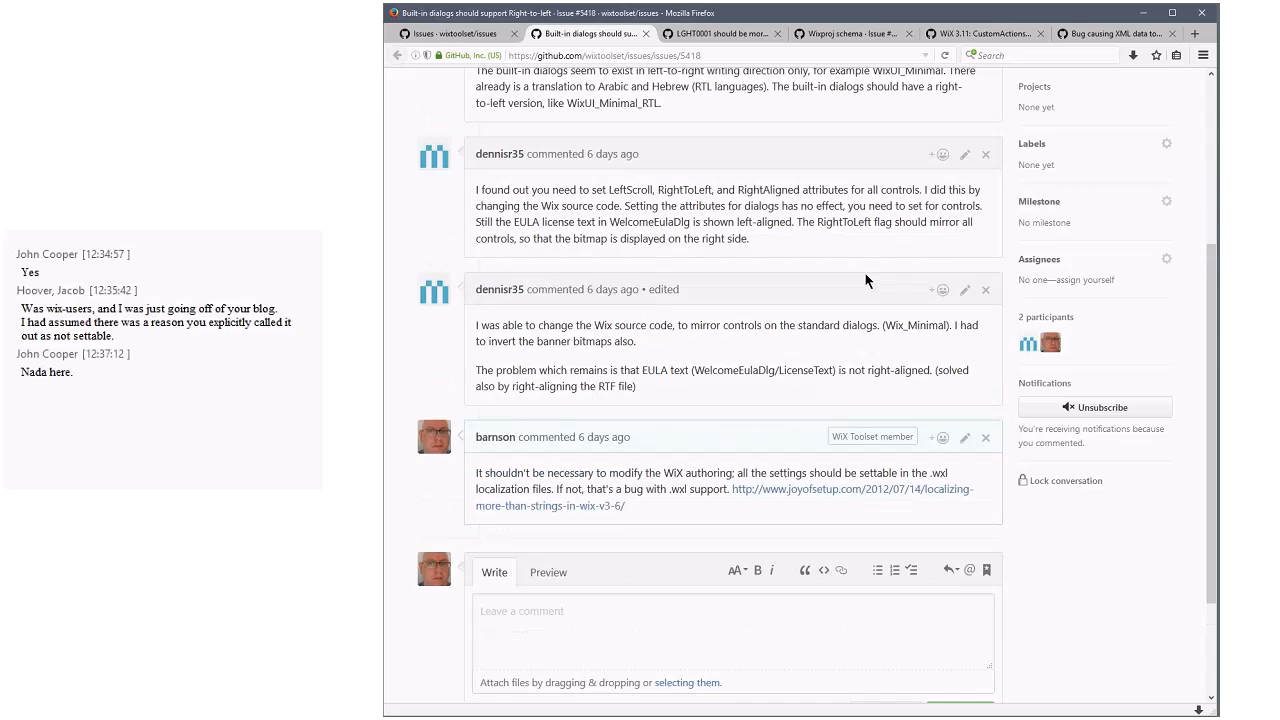 Built-in dialogs should support Right-to-left · Issue #5418 · wixtoolset/issues - Mozilla Firefox
Issues · wixtoolset/issues
Built-in dialogs should su...
LGHT0001 should be mor...
Wixproj schema · Issue #...
WiX 3.11: CustomActions...
Bug causing XML data to...
GitHub, Inc. (US)
https://github.com/wixtoolset/issues/issues/5418
Search
The built-in dialogs seem to exist in left-to-right writing direction only, for example WixUI_Minimal. There
already is a translation to Arabic and Hebrew (RTL languages). The built-in dialogs should have a right-
to-left version, like WixUI_Minimal_RTL.
dennisr35 commented 6 days ago
I found out you need to set LeftScroll, RightToLeft, and RightAligned attributes for all controls. I did this by
changing the Wix source code. Setting the attributes for dialogs has no effect, you need to set for controls.
Still the EULA license text in WelcomeEulaDlg is shown left-aligned. The RightToLeft flag should mirror all
controls, so that the bitmap is displayed on the right side.
dennisr35 commented 6 days ago • edited
I was able to change the Wix source code, to mirror controls on the standard dialogs. (Wix_Minimal). I had
to invert the banner bitmaps also.
The problem which remains is that EULA text (WelcomeEulaDlg/LicenseText) is not right-aligned. (solved
also by right-aligning the RTF file)
barnson commented 6 days ago
WiX Toolset member
It shouldn't be necessary to modify the WiX authoring; all the settings should be settable in the .wxl
localization files. If not, that's a bug with .wxl support. http://www.joyofsetup.com/2012/07/14/localizing-
more-than-strings-in-wix-v3-6/
Write
Preview
AA B i
Leave a comment
Attach files by dragging & dropping or selecting them.
Projects
None yet
Labels
None yet
Milestone
No milestone
Assignees
No one—assign yourself
2 participants
Notifications
Unsubscribe
You're receiving notifications because
you commented.
Lock conversation
John Cooper [12:34:57 ]
Yes
Hoover, Jacob [12:35:42 ]
Was wix-users, and I was just going off of your blog.
I had assumed there was a reason you explicitly called it
out as not settable.
John Cooper [12:37:12 ]
Nada here.